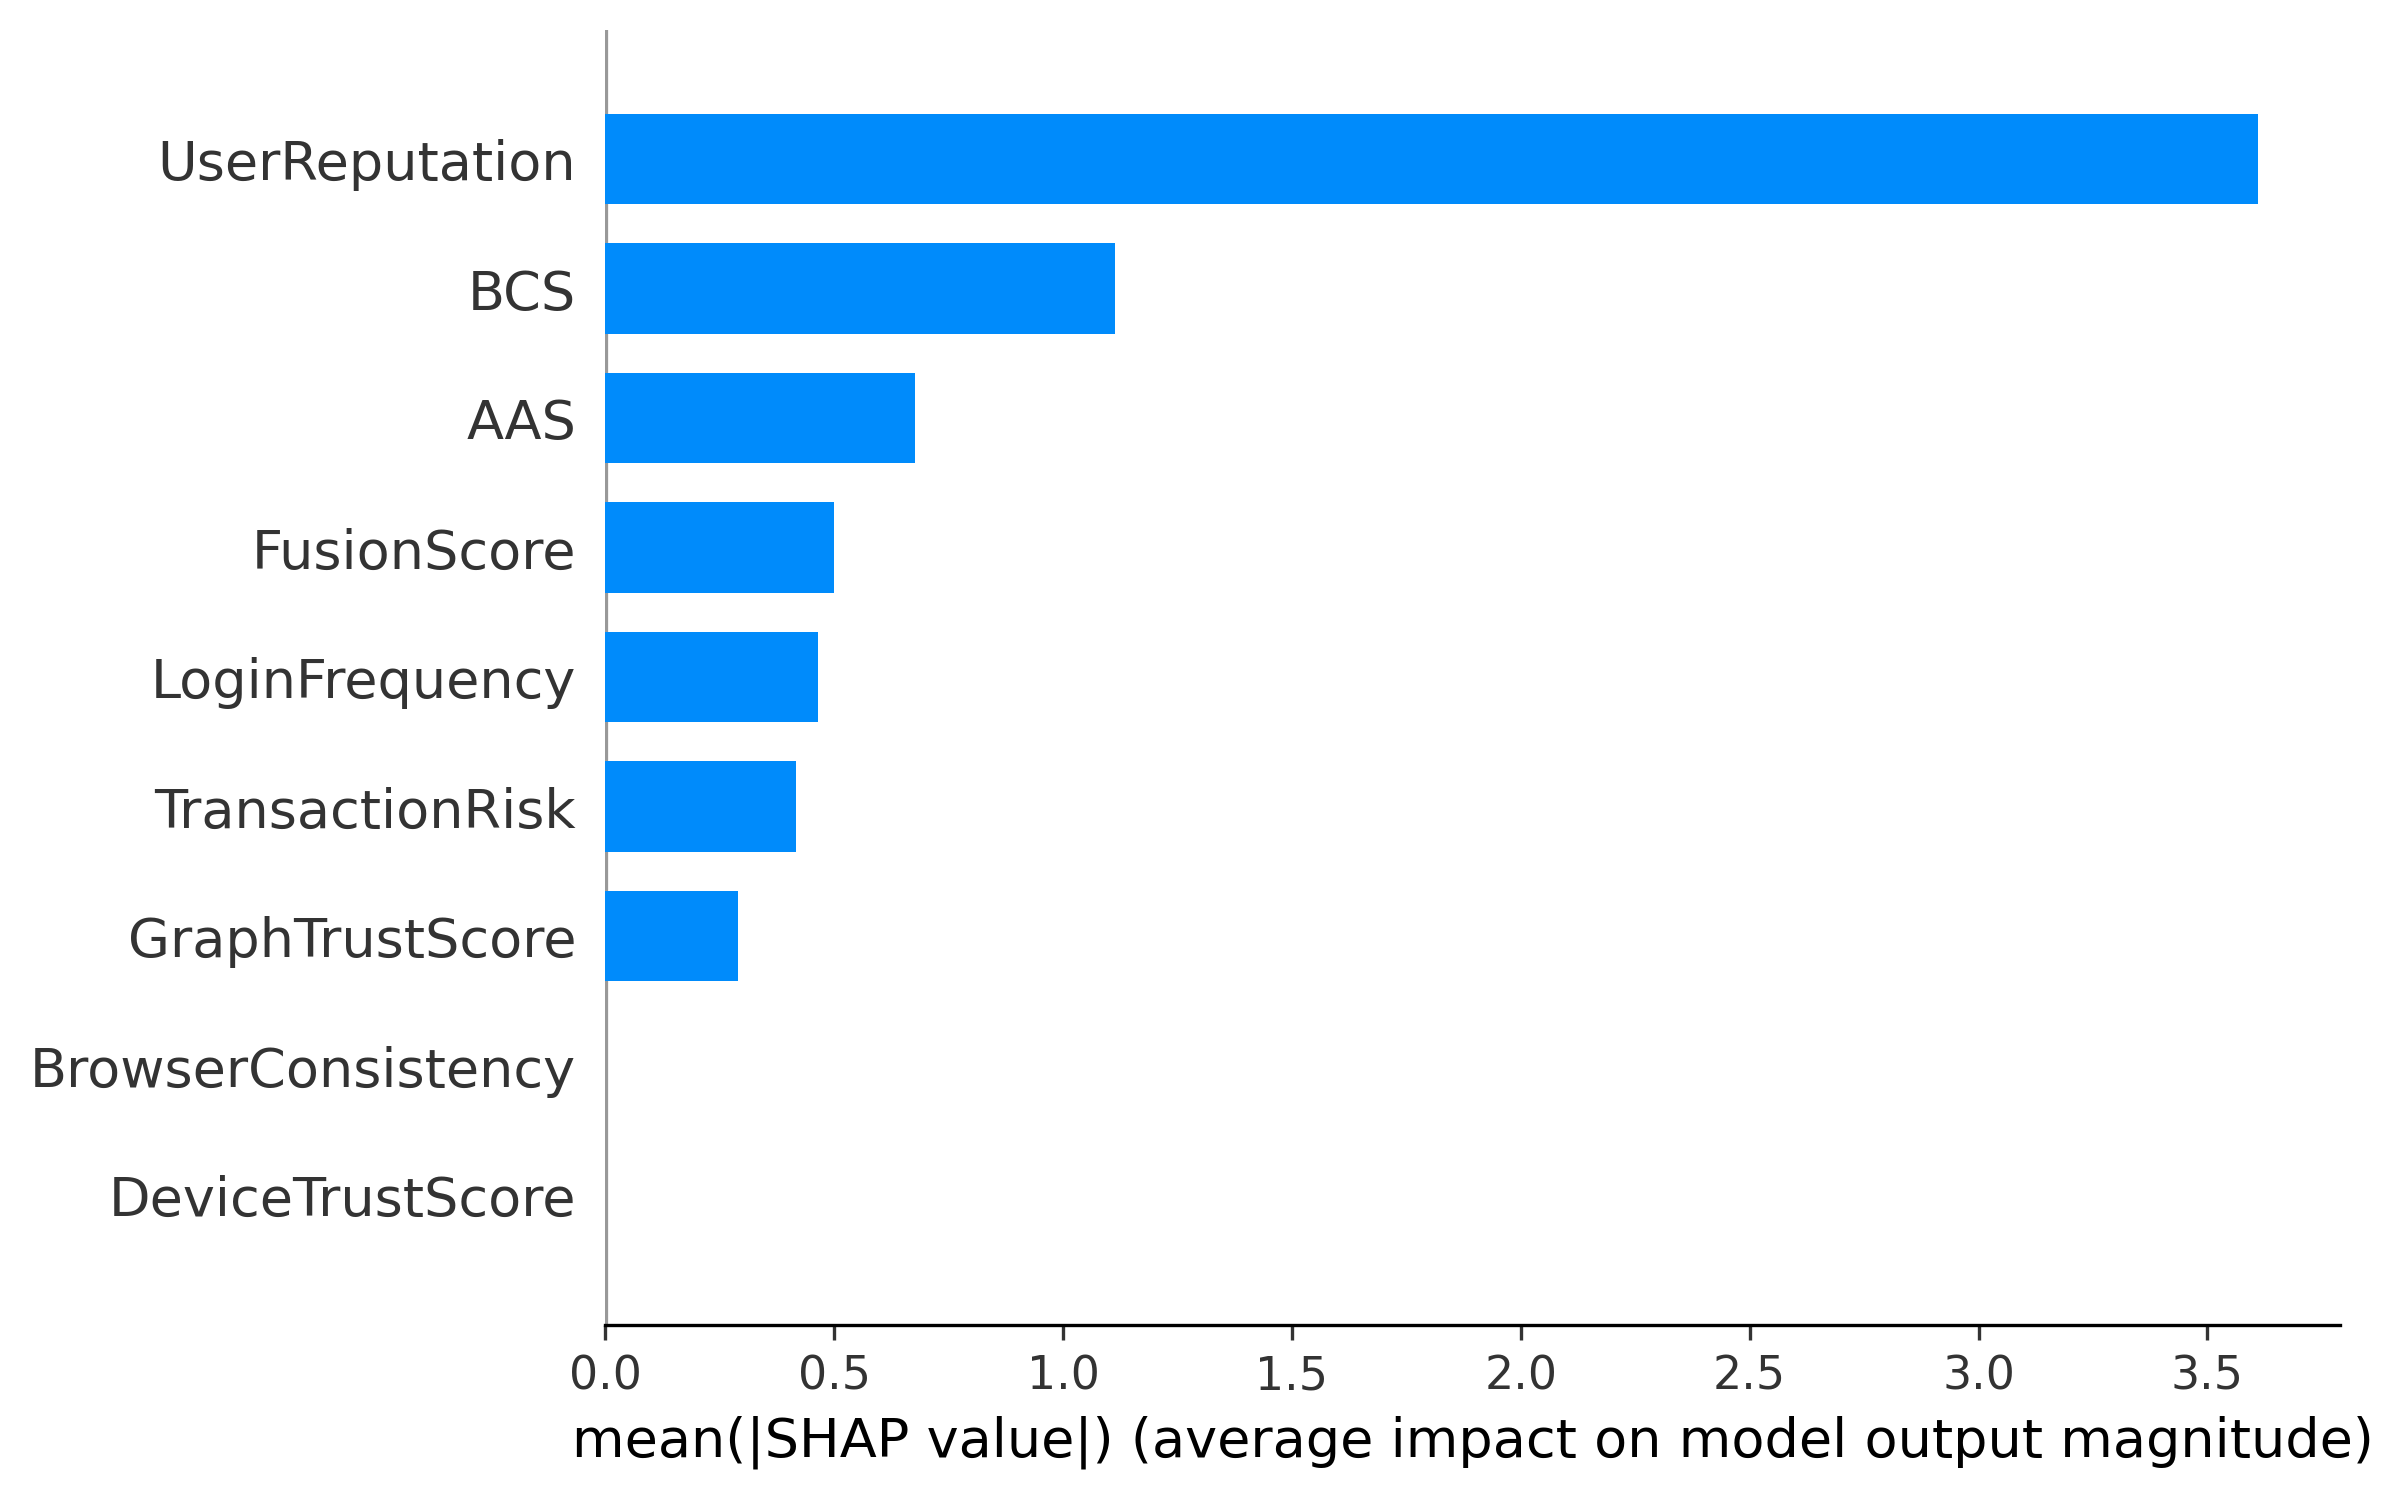 UserReputation
BCS
AAS
FusionScore
LoginFrequency
TransactionRisk
GraphTrustScore
BrowserConsistency
DeviceTrustScore
0.0 0.5 1.0 1.5 2.0 2.5 3.0 3.5
mean(|SHAP value|) (average impact on model output magnitude)